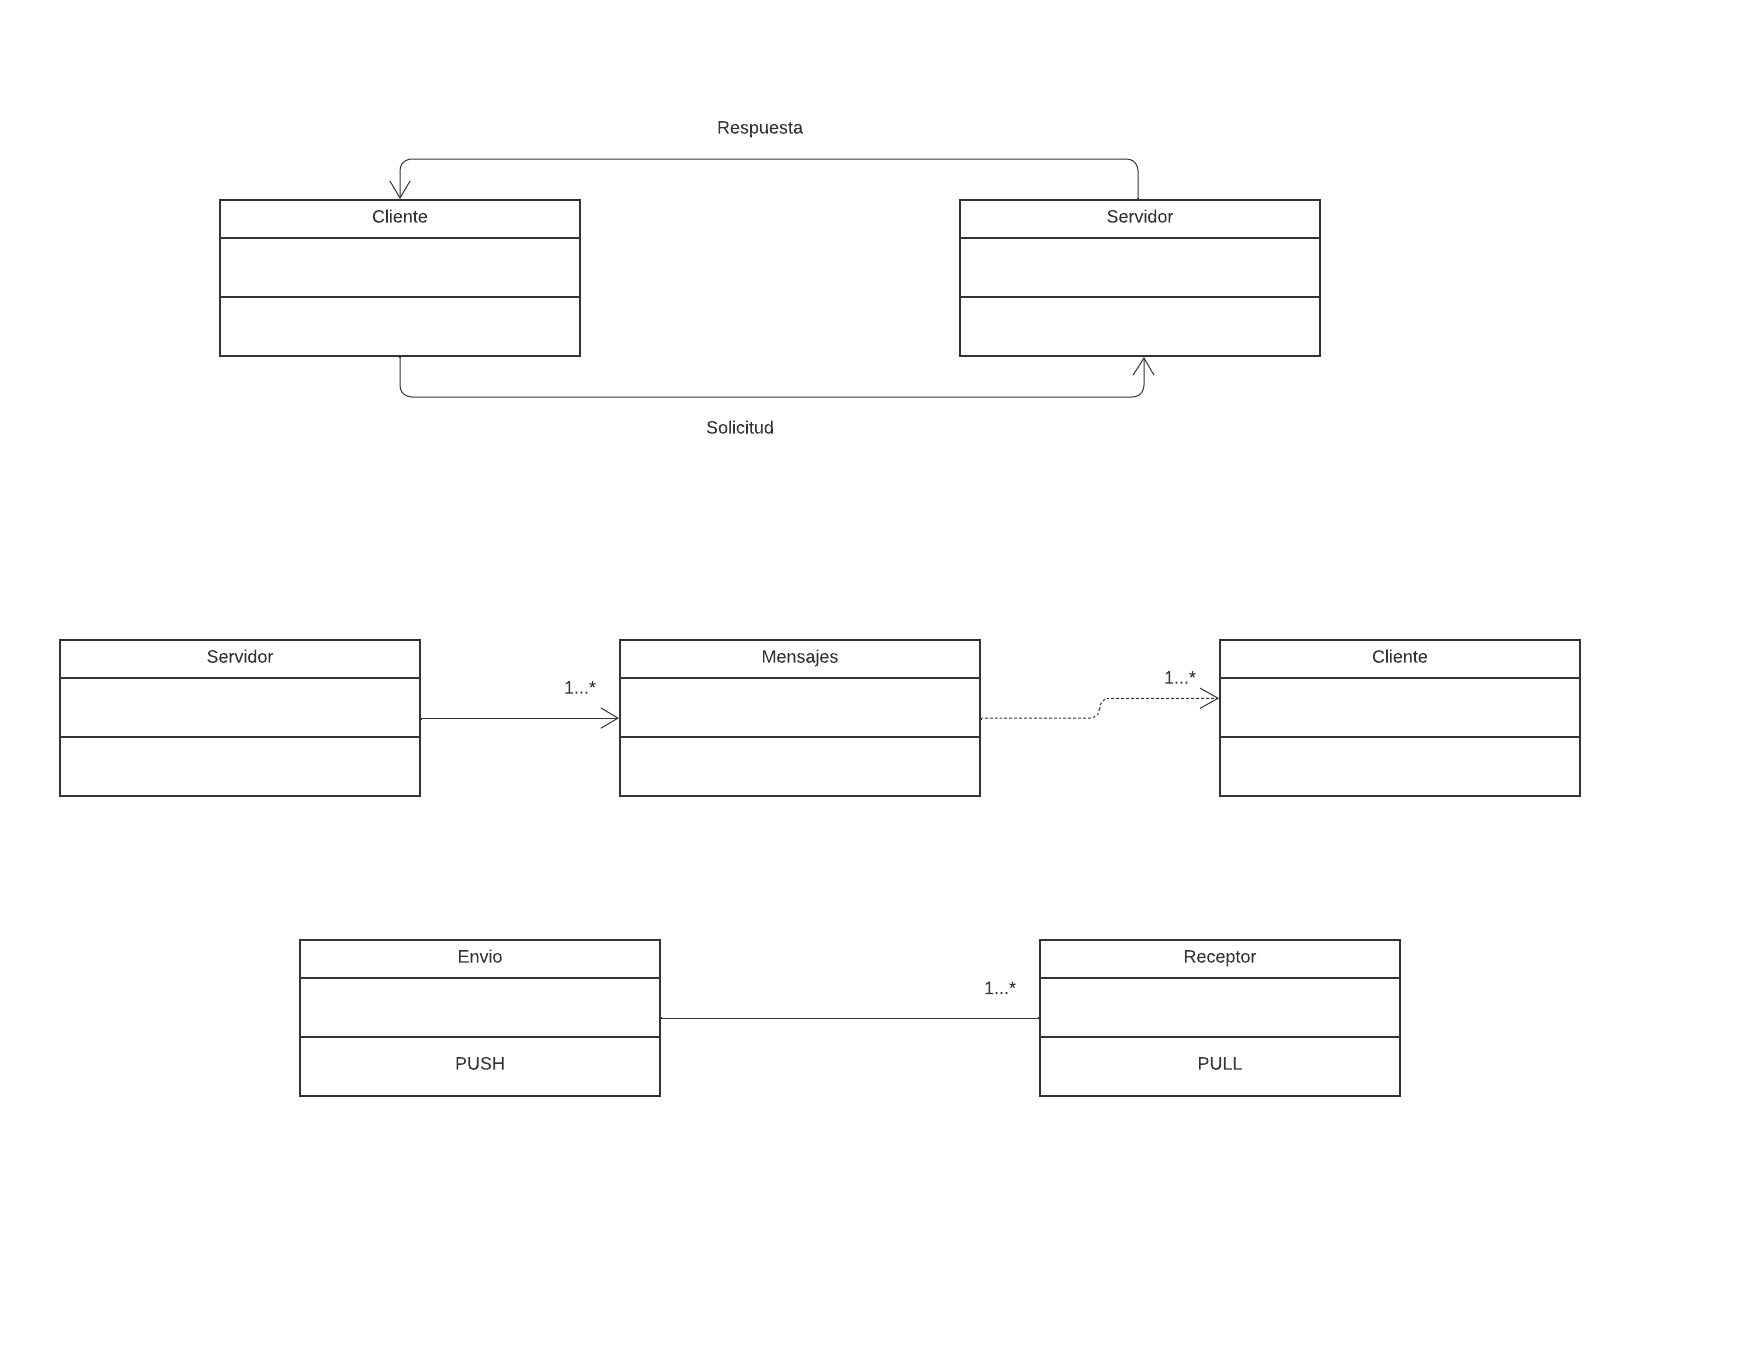 Respuesta
Cliente
Servidor
Solicitud
Servidor
Mensajes
Cliente
1...*
1...*
Envio
Receptor
1...*
PUSH
PULL